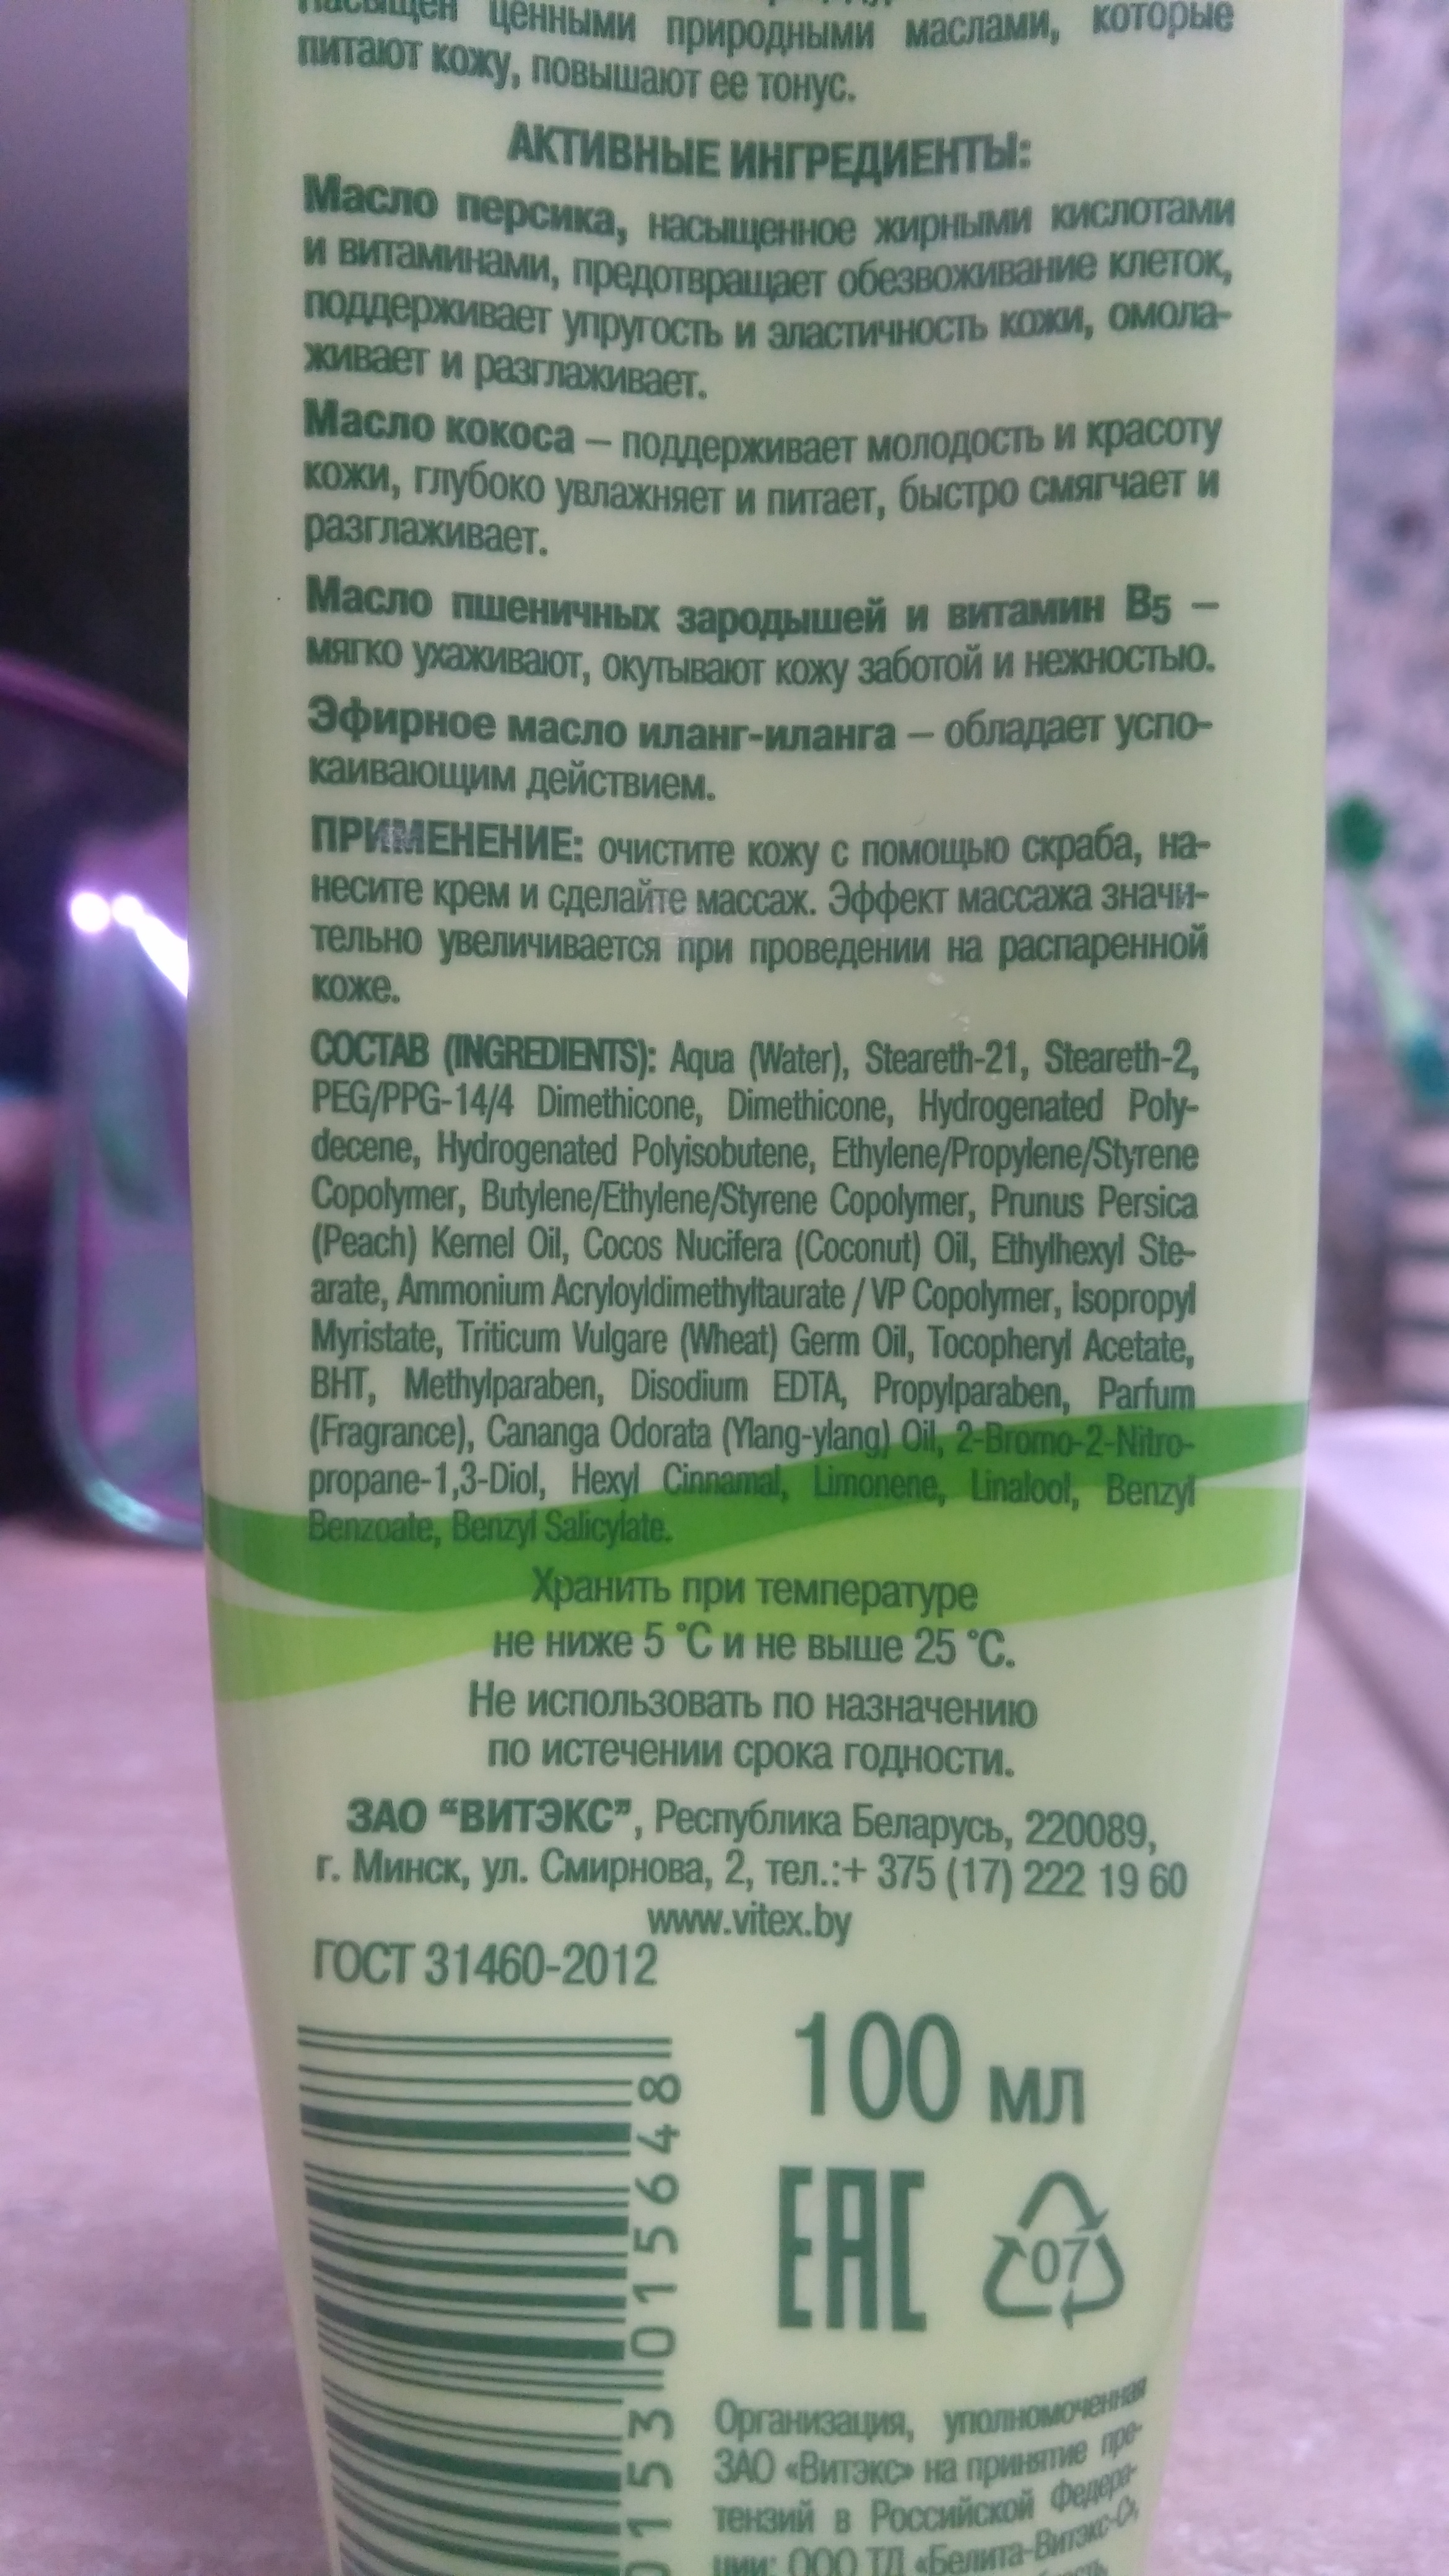 Насыщен ценными природными маслами, которые
питают кожу, повышают ее тонус.
АКТИВНЫЕ ИНГРЕДИЕНТЫ:
Масло персика, насыщенное жирными кислотами
и витаминами, предотвращает обезвоживание клеток,
поддерживает упругость и эластичность кожи, омола-
живает и разглаживает.
Масло кокоса – поддерживает молодость и красоту
кожи, глубоко увлажняет и питает, быстро смягчает и
разглаживает.
Масло пшеничных зародышей и витамин B5 –
мягко ухаживают, окутывают кожу заботой и нежностью.
Эфирное масло иланг-иланга – обладает успо-
каивающим действием.
ПРИМЕНЕНИЕ: очистите кожу с помощью скраба, на-
несите крем и сделайте массаж. Эффект массажа значи-
тельно увеличивается при проведении на распаренной
коже.
СОСТАВ (INGREDIENTS): Aqua (Water), Steareth-21, Steareth-2,
PEG/PPG-14/4 Dimethicone, Dimethicone, Hydrogenated Poly-
decene, Hydrogenated Polyisobutene, Ethylene/Propylene/Styrene
Copolymer, Butylene/Ethylene/Styrene Copolymer, Prunus Persica
(Peach) Kernel Oil, Cocos Nucifera (Coconut) Oil, Ethylhexyl Ste-
arate, Ammonium Acryloyldimethyltaurate / VP Copolymer, Isopropyl
Myristate, Triticum Vulgare (Wheat) Germ Oil, Tocopheryl Acetate,
BHT, Methylparaben, Disodium EDTA, Propylparaben, Parfum
(Fragrance), Cananga Odorata (Ylang-ylang) Oil, 2-Bromo-2-Nitro-
propane-1,3-Diol, Hexyl Cinnamal, Limonene, Linalool, Benzyl
Benzoate, Benzyl Salicylate.
Хранить при температуре
не ниже 5 °C и не выше 25 °C.
Не использовать по назначению
по истечении срока годности.
ЗАО “ВИТЭКС”, Республика Беларусь, 220089,
г. Минск, ул. Смирнова, 2, тел.:+ 375 (17) 222 19 60
www.vitex.by
ГОСТ 31460-2012
100 мл
EAC
07
0153 015648
Организация, уполномоченная
ЗАО «Витэкс» на принятие пре-
тензий в Российской Федера-
ции: ООО ТД «Белита-Витэкс-